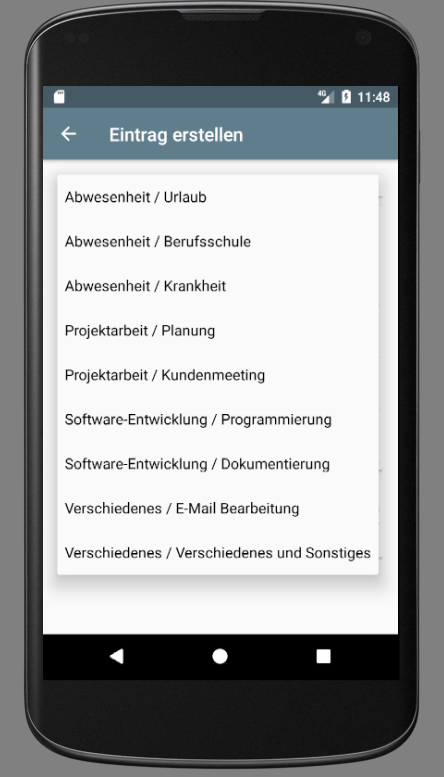 4G 11:48
Eintrag erstellen
Abwesenheit / Urlaub
Abwesenheit / Berufsschule
Abwesenheit / Krankheit
Projektarbeit / Planung
Projektarbeit / Kundenmeeting
Software-Entwicklung / Programmierung
Software-Entwicklung / Dokumentierung
Verschiedenes / E-Mail Bearbeitung
Verschiedenes / Verschiedenes und Sonstiges